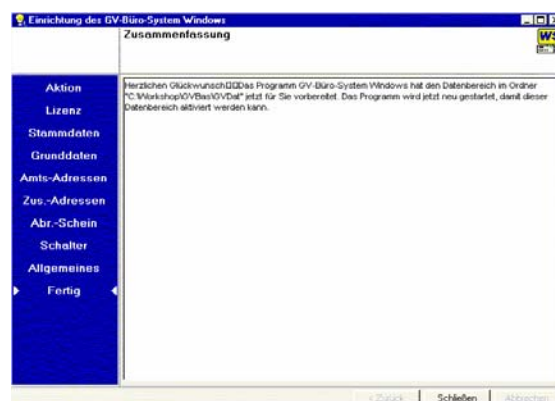 Einrichtung des GV-Büro-System Windows
Zusammenfassung
Aktion
Lizenz
Stammdaten
Grunddaten
Amts-Adressen
Zus.-Adressen
Abr.-Schein
Schalter
Allgemeines
Fertig
Herzlichen Glückwunsch□□Das Programm GV-Büro-System Windows hat den Datenbereich im Ordner
"C:\Workshop\GVBas\GVDat" jetzt für Sie vorbereitet. Das Programm wird jetzt neu gestartet, damit dieser
Datenbereich aktiviert werden kann.
< Zurück
Schließen
Abbrechen